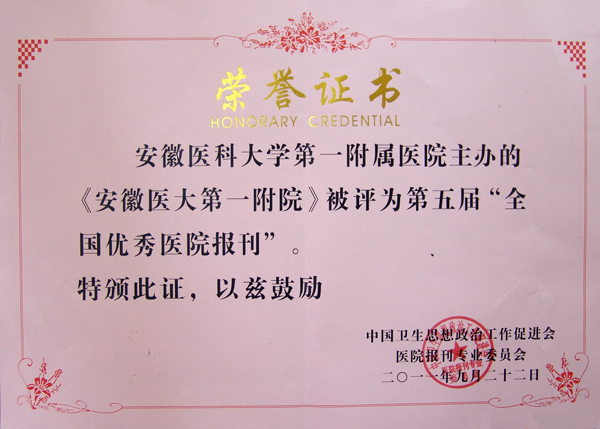 荣誉证书
HONORARY CREDENTIAL
安徽医科大学第一附属医院主办的
《安徽医大第一附院》被评为第五届“全
国优秀医院报刊”。
特颁此证，以兹鼓励
中国卫生思想政治工作促进会
医院报刊专业委员会
二〇一一年九月二十二日